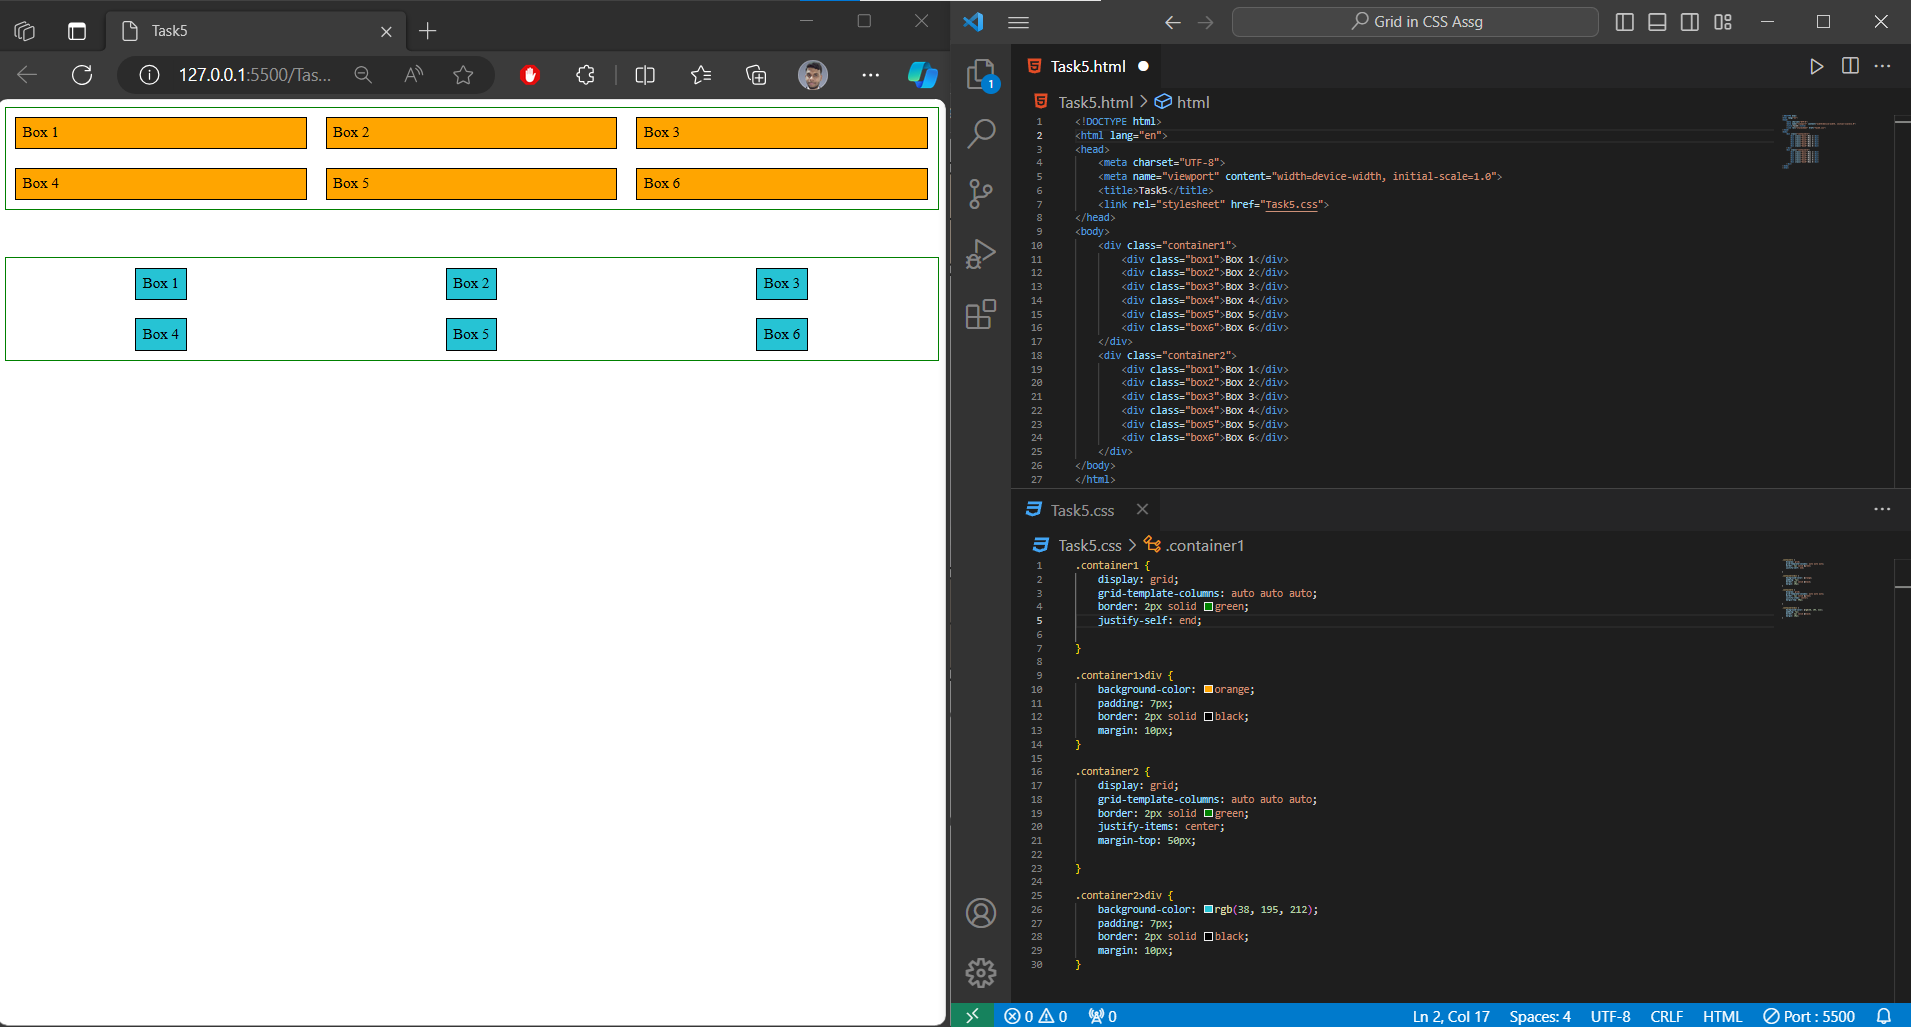 Task5
127.0.0.1:5500/Tas...
Box 1
Box 2
Box 3
Box 4
Box 5
Box 6
Box 1
Box 2
Box 3
Box 4
Box 5
Box 6
Grid in CSS Assg
1
Task5.html
Task5.html > html
1 <!DOCTYPE html>
2 <html lang="en">
3 <head>
4 <meta charset="UTF-8">
5 <meta name="viewport" content="width=device-width, initial-scale=1.0">
6 <title>Task5</title>
7 <link rel="stylesheet" href="Task5.css">
8 </head>
9 <body>
10 <div class="container1">
11 <div class="box1">Box 1</div>
12 <div class="box2">Box 2</div>
13 <div class="box3">Box 3</div>
14 <div class="box4">Box 4</div>
15 <div class="box5">Box 5</div>
16 <div class="box6">Box 6</div>
17 </div>
18 <div class="container2">
19 <div class="box1">Box 1</div>
20 <div class="box2">Box 2</div>
21 <div class="box3">Box 3</div>
22 <div class="box4">Box 4</div>
23 <div class="box5">Box 5</div>
24 <div class="box6">Box 6</div>
25 </div>
26 </body>
27 </html>
Task5.css
Task5.css > .container1
1 .container1 {
2 display: grid;
3 grid-template-columns: auto auto auto;
4 border: 2px solid green;
5 justify-self: end;
6
7 }
8
9 .container1>div {
10 background-color: orange;
11 padding: 7px;
12 border: 2px solid black;
13 margin: 10px;
14 }
15
16 .container2 {
17 display: grid;
18 grid-template-columns: auto auto auto;
19 border: 2px solid green;
20 justify-items: center;
21 margin-top: 50px;
22
23 }
24
25 .container2>div {
26 background-color: rgb(38, 195, 212);
27 padding: 7px;
28 border: 2px solid black;
29 margin: 10px;
30 }
0 0 0 Ln 2, Col 17 Spaces: 4 UTF-8 CRLF HTML Port : 5500